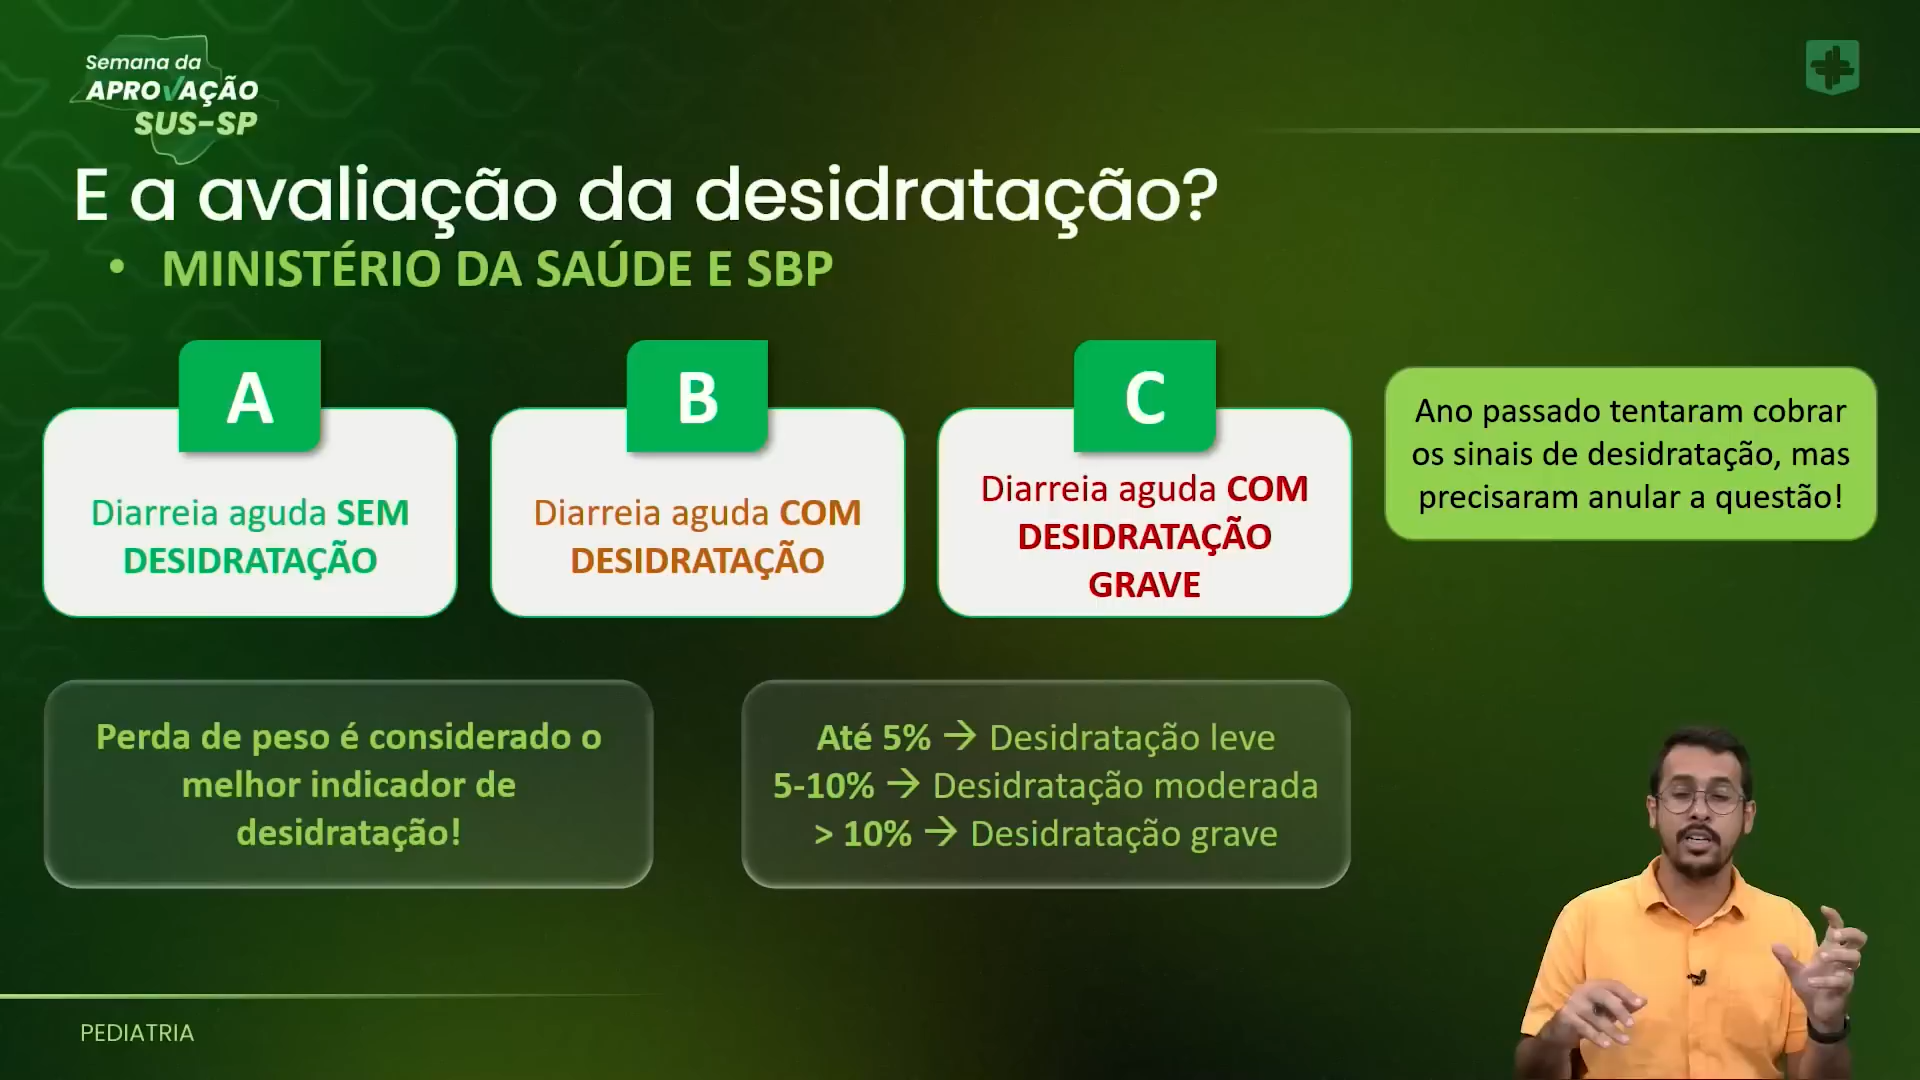 Semana da
APROVAÇÃO
SUS-SP
E a avaliação da desidratação?
• MINISTÉRIO DA SAÚDE E SBP
A
Diarreia aguda SEM
DESIDRATAÇÃO
B
Diarreia aguda COM
DESIDRATAÇÃO
C
Diarreia aguda COM
DESIDRATAÇÃO
GRAVE
Ano passado tentaram cobrar
os sinais de desidratação, mas
precisaram anular a questão!
Perda de peso é considerado o
melhor indicador de
desidratação!
Até 5% → Desidratação leve
5-10% → Desidratação moderada
> 10% → Desidratação grave
PEDIATRIA